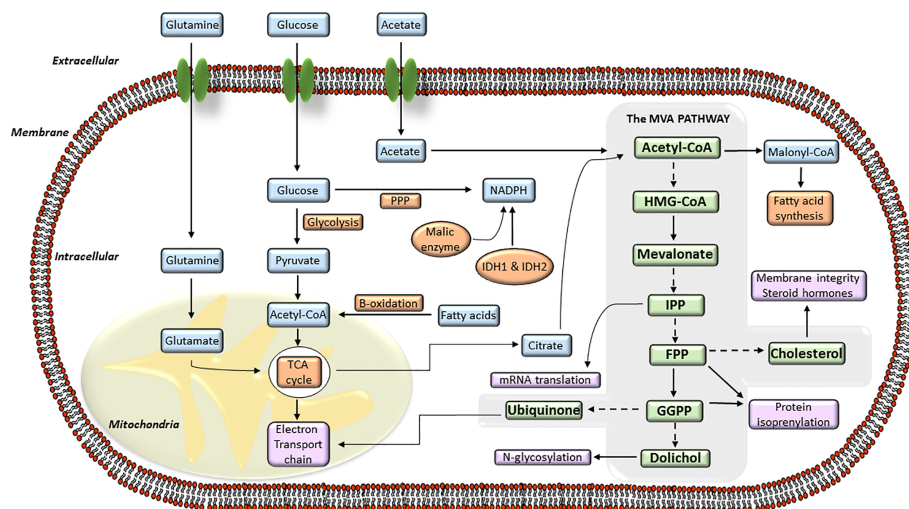 Glutamine
Glucose
Acetate
Extracellular
Membrane
The MVA PATHWAY
Acetate
Acetyl-CoA
Malonyl-CoA
Glucose
PPP
NADPH
HMG-CoA
Fatty acid
synthesis
Glycolysis
Malic
enzyme
IDH1 & IDH2
Intracellular
Glutamine
Pyruvate
Mevalonate
Membrane integrity
Steroid hormones
B-oxidation
Acetyl-CoA
Fatty acids
IPP
Glutamate
Citrate
FPP
Cholesterol
TCA
cycle
mRNA translation
Mitochondria
Electron
Transport
chain
Ubiquinone
GGPP
Protein
isoprenylation
N-glycosylation
Dolichol